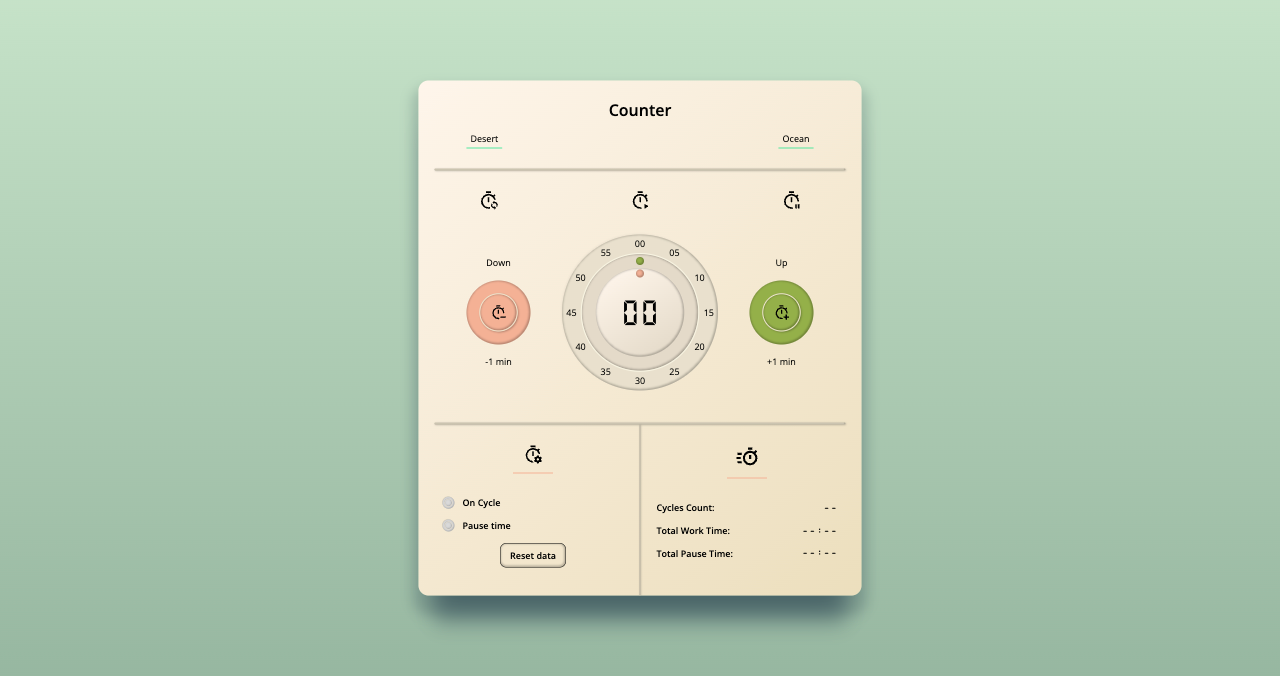 Counter
Desert
Ocean
00
55
05
Down
Up
50
10
45
00
15
40
20
-1 min
+1 min
35
25
30
On Cycle
Pause time
Reset data
Cycles Count:
--
Total Work Time:
--:--
Total Pause Time:
--:--